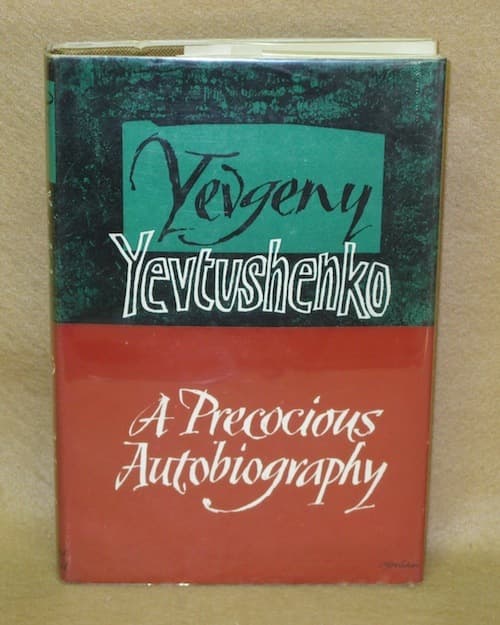 Yevgeny
Yevtushenko
A Precocious
Autobiography